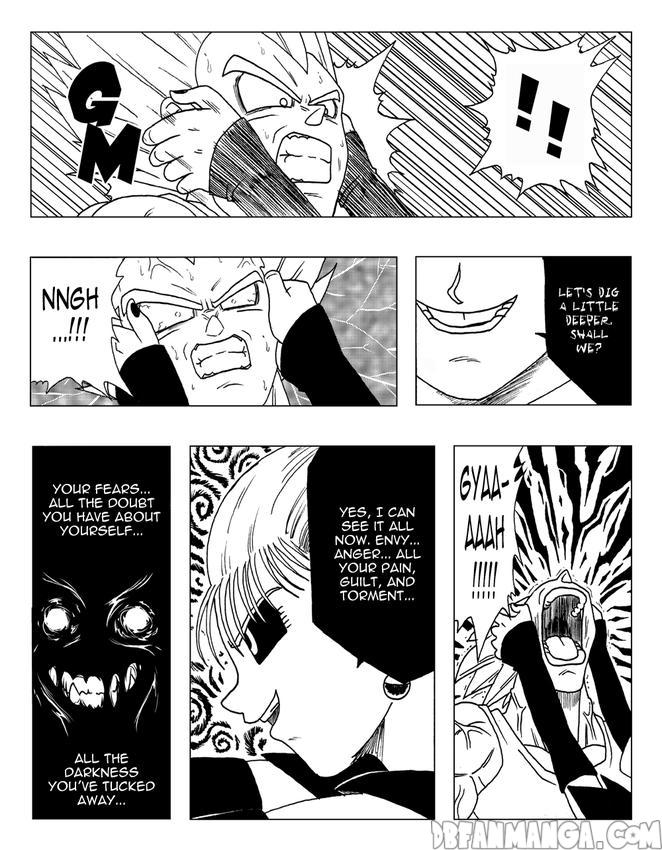 !!
GM
LET'S DIG
A LITTLE
DEEPER,
SHALL
WE?
NNGH
...!!!
GYAA-
AAAH
!!!!!
YES, I CAN
SEE IT ALL
NOW. ENVY...
ANGER... ALL
YOUR PAIN,
GUILT, AND
TORMENT...
YOUR FEARS...
ALL THE DOUBT
YOU HAVE ABOUT
YOURSELF...
ALL THE
DARKNESS
YOU'VE TUCKED
AWAY...
DBFANMANGA.COM